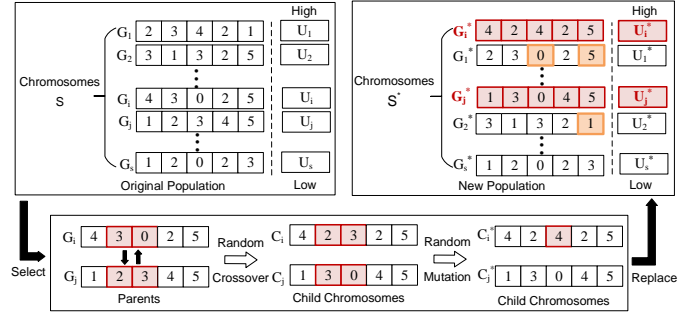 High
G1 2 3 4 2 1 U1
G2 3 1 3 2 5 U2
Chromosomes
S
Gi 4 3 0 2 5 Ui
Gj 1 2 3 4 5 Uj
Gs 1 2 0 2 3 Us
Original Population
Low
High
Gi* 4 2 4 2 5 Ui*
G1* 2 3 0 2 5 U1*
Chromosomes
S*
Gj* 1 3 0 4 5 Uj*
G2* 3 1 3 2 1 U2*
Gs* 1 2 0 2 3 Us*
New Population
Low
Select
Gi 4 3 0 2 5
Gj 1 2 3 4 5
Parents
Random
Crossover
Ci 4 2 3 2 5
Cj 1 3 0 4 5
Child Chromosomes
Random
Mutation
Ci* 4 2 4 2 5
Cj* 1 3 0 4 5
Child Chromosomes
Replace